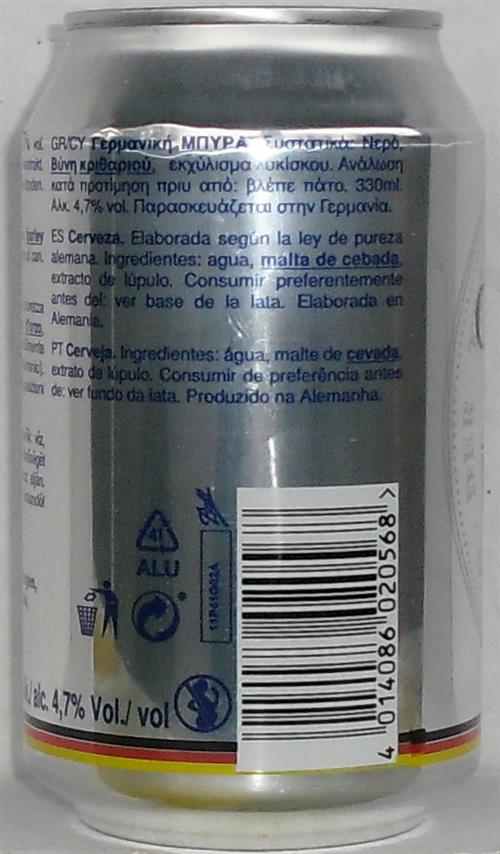 GR/CY Γερμανική ΜΠΥΡΑ Συστατικά: Νερό,
Βύνη κριθαριού, εκχύλισμα λυκίσκου. Ανάλωση
κατά προτίμηση πριν από: βλέπε πάτο. 330ml
Αλκ. 4,7% vol. Παρασκευάζεται στην Γερμανία.
ES Cerveza. Elaborada según la ley de pureza
alemana. Ingredientes: agua, malta de cebada,
extracto de lúpulo. Consumir preferentemente
antes del: ver base de la lata. Elaborada en
Alemania.
PT Cerveja. Ingredientes: água, malte de cevada,
extrato de lúpulo. Consumir de preferência antes
de: ver fundo da lata. Produzido na Alemanha.
barley
can.
41
ALU
11P61062A
alc. 4,7% Vol./ vol
4 014086 020568 >